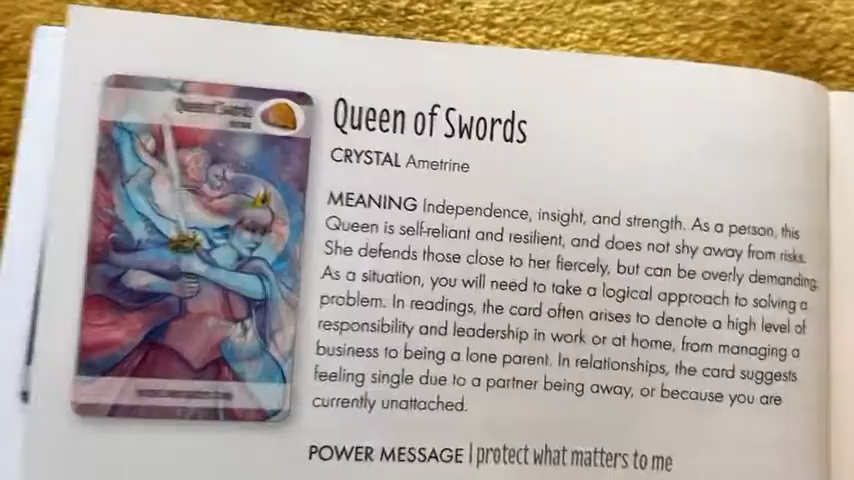 Queen of Swords
Queen of Swords
CRYSTAL Ametrine
MEANING Independence, insight, and strength. As a person, this
Queen is self-reliant and resilient, and does not shy away from risks.
She defends those close to her fiercely, but can be overly demanding.
As a situation, you will need to take a logical approach to solving a
problem. In readings, the card often arises to denote a high level of
responsibility and leadership in work or at home, from managing a
business to being a lone parent. In relationships, the card suggests
feeling single due to a partner being away, or because you are
currently unattached.
POWER MESSAGE I protect what matters to me